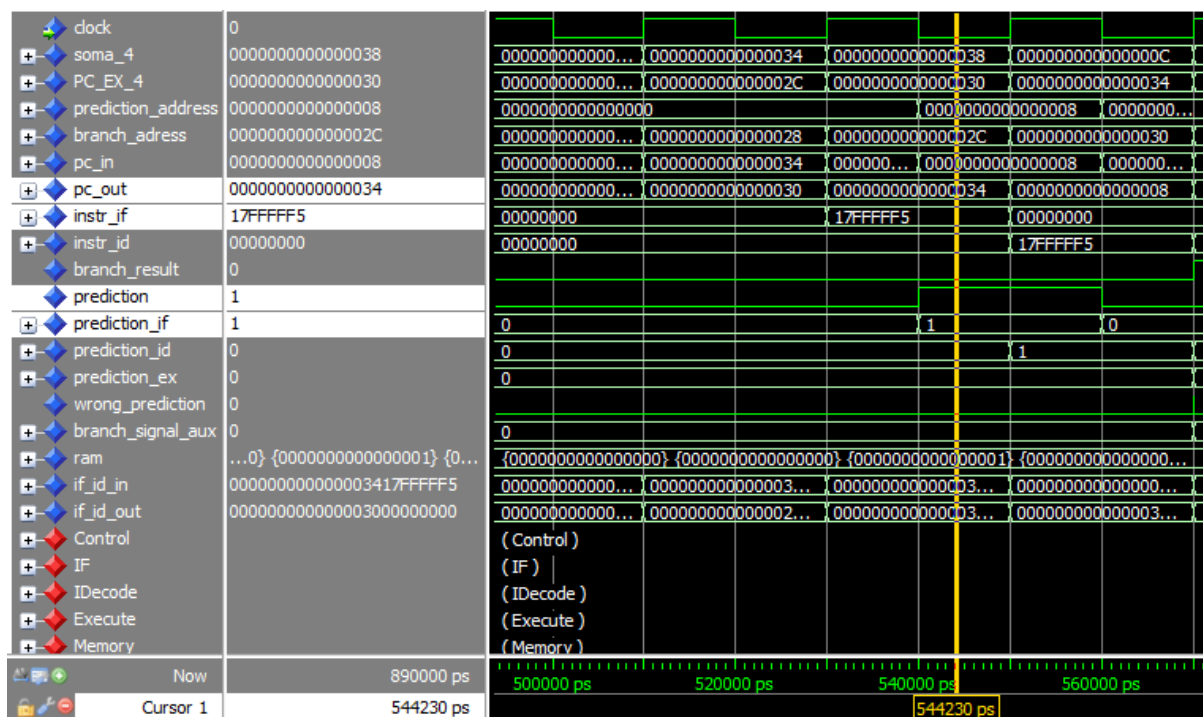 clock 0
soma_4 0000000000000038 000000000000... 0000000000000034 0000000000000038 000000000000000C
PC_EX_4 0000000000000030 000000000000... 000000000000002C 0000000000000030 0000000000000034
prediction_address 0000000000000008 0000000000000000 0000000000000008 0000000...
branch_adress 000000000000002C 000000000000... 0000000000000028 000000000000002C 0000000000000030
pc_in 0000000000000008 000000000000... 0000000000000034 000000... 0000000000000008 000000...
pc_out 0000000000000034 000000000000... 0000000000000030 0000000000000034 0000000000000008
instr_if 17FFFFF5 00000000 17FFFFF5 00000000
instr_id 00000000 00000000 17FFFFF5
branch_result 0
prediction 1
prediction_if 1 0 1 0
prediction_id 0 0 1
prediction_ex 0 0
wrong_prediction 0
branch_signal_aux 0 0
ram ...0} {0000000000000001} {0... {0000000000000000} {0000000000000000} {0000000000000001} {000000000000000...
if_id_in 000000000000003417FFFFF5 000000000000... 000000000000003... 000000000000003... 000000000000000...
if_id_out 000000000000003000000000 000000000000... 000000000000002... 000000000000003... 000000000000003...
Control (Control)
IF (IF)
IDecode (IDecode)
Execute (Execute)
Memory (Memory)
Now 890000 ps 500000 ps 520000 ps 540000 ps 560000 ps
Cursor 1 544230 ps 544230 ps